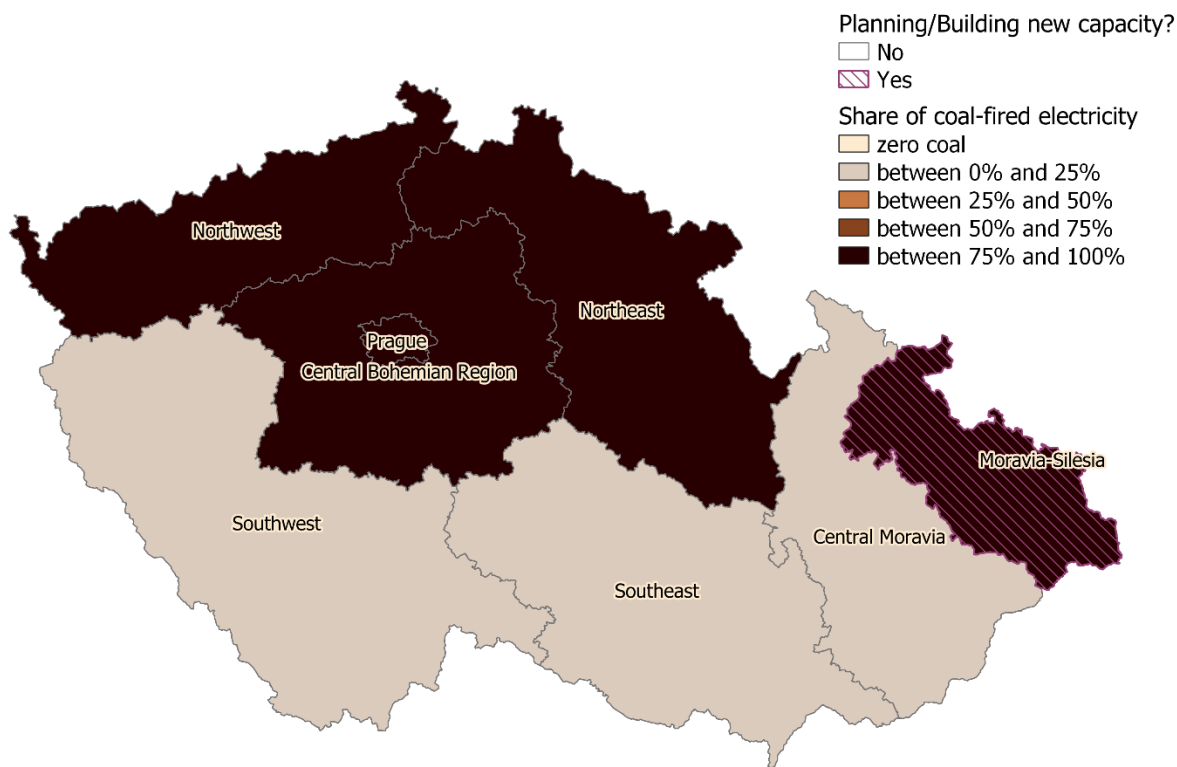 Planning/Building new capacity?
No
Yes
Share of coal-fired electricity
zero coal
between 0% and 25%
between 25% and 50%
between 50% and 75%
between 75% and 100%
Northwest
Northeast
Prague
Central Bohemian Region
Moravia-Silesia
Southwest
Central Moravia
Southeast